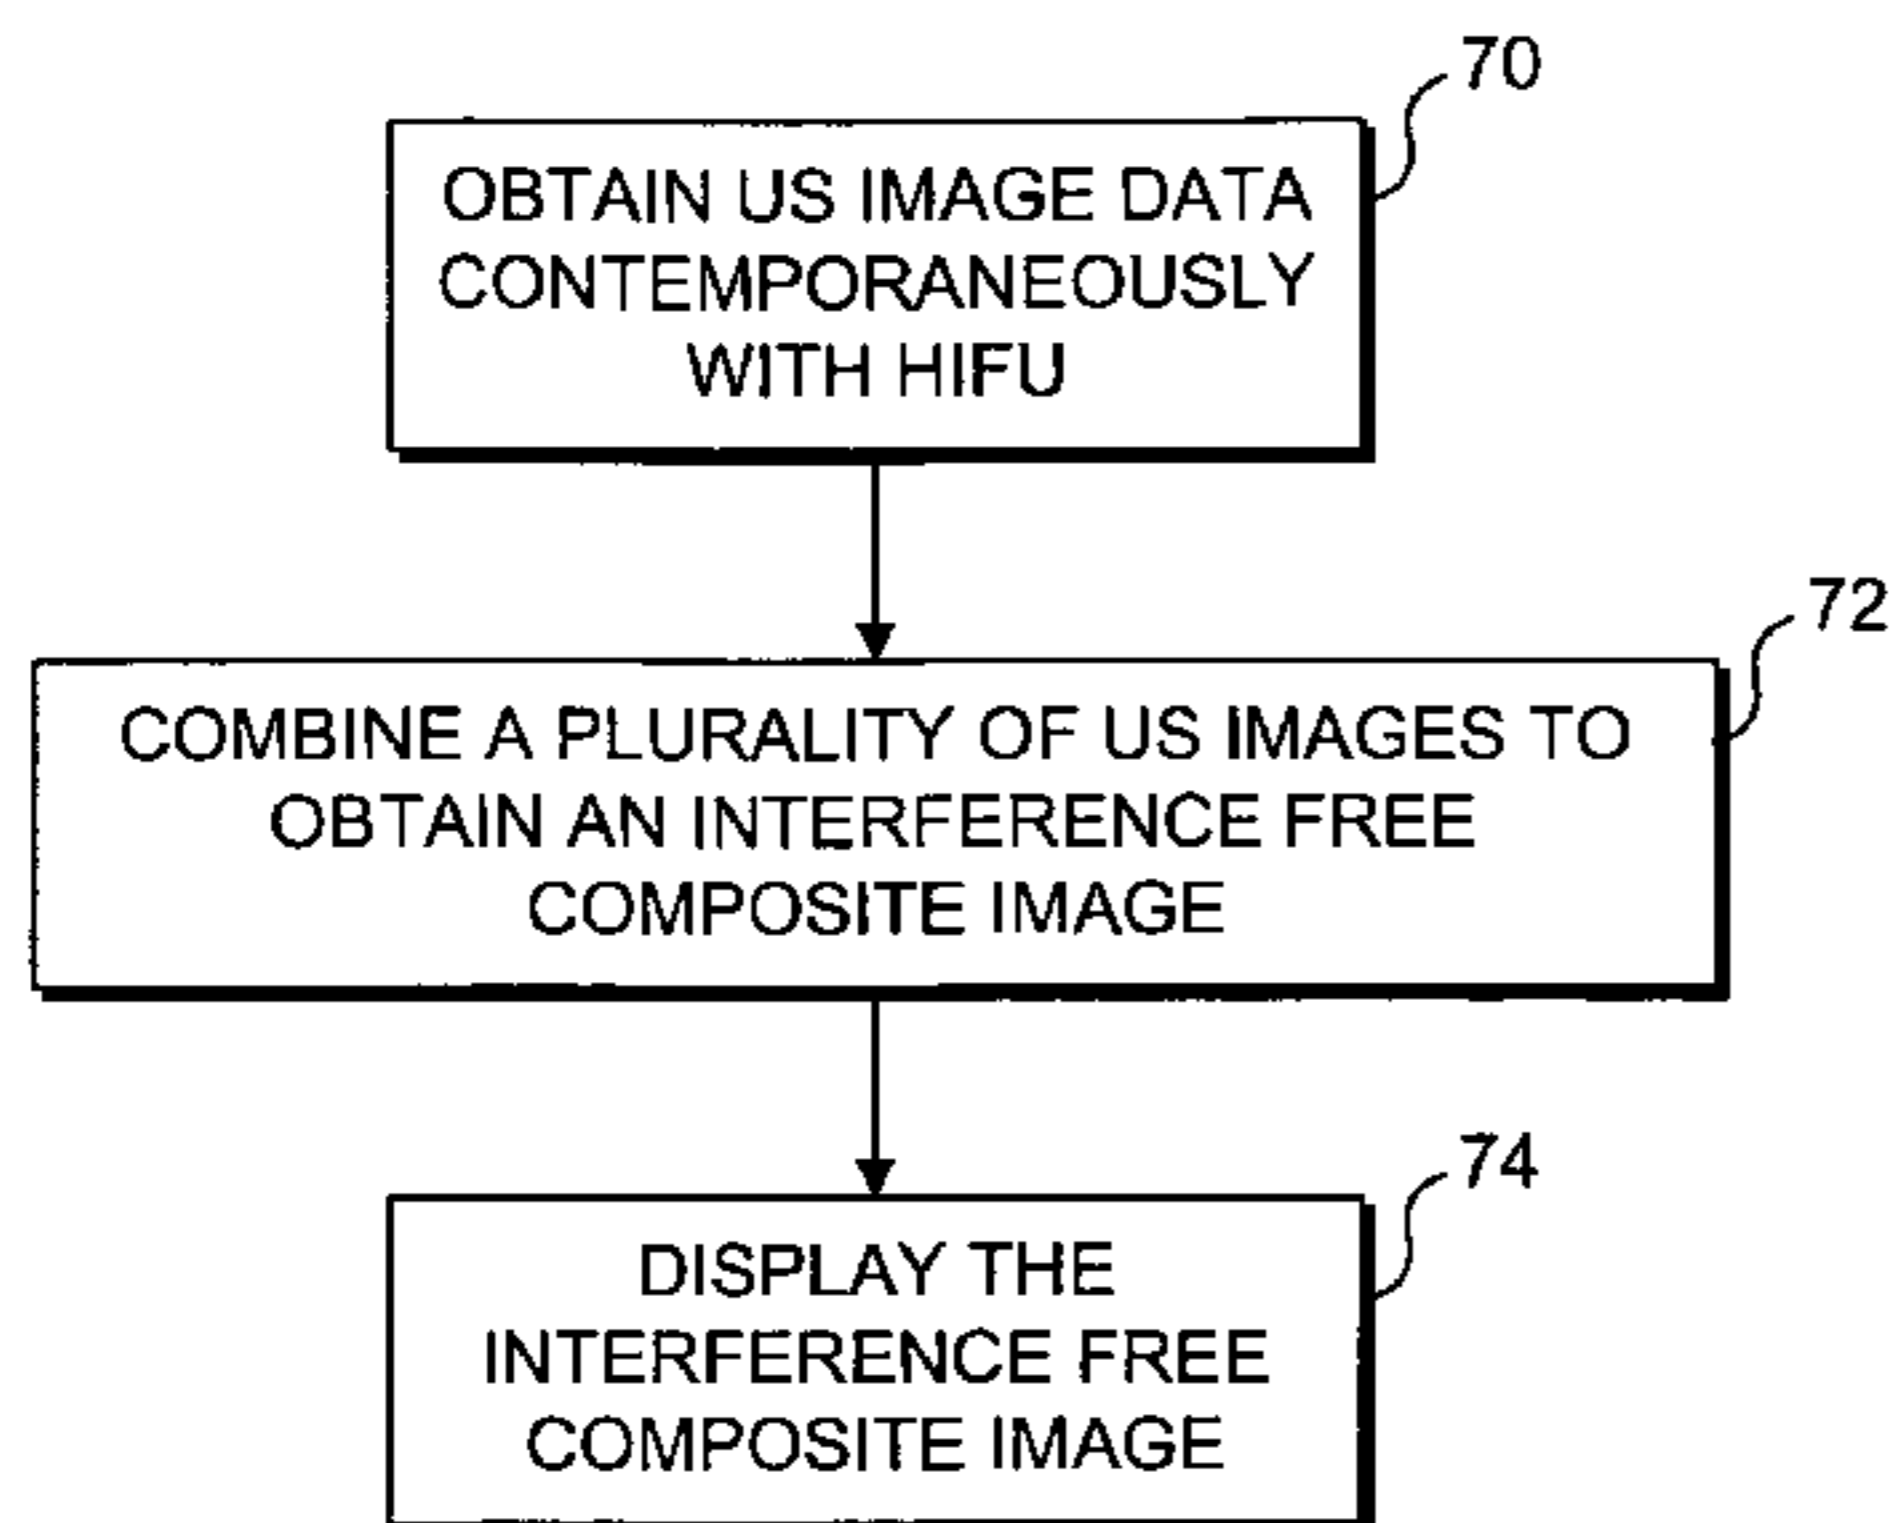 70
OBTAIN US IMAGE DATA
CONTEMPORANEOUSLY
WITH HIFU
72
COMBINE A PLURALITY OF US IMAGES TO
OBTAIN AN INTERFERENCE FREE
COMPOSITE IMAGE
74
DISPLAY THE
INTERFERENCE FREE
COMPOSITE IMAGE